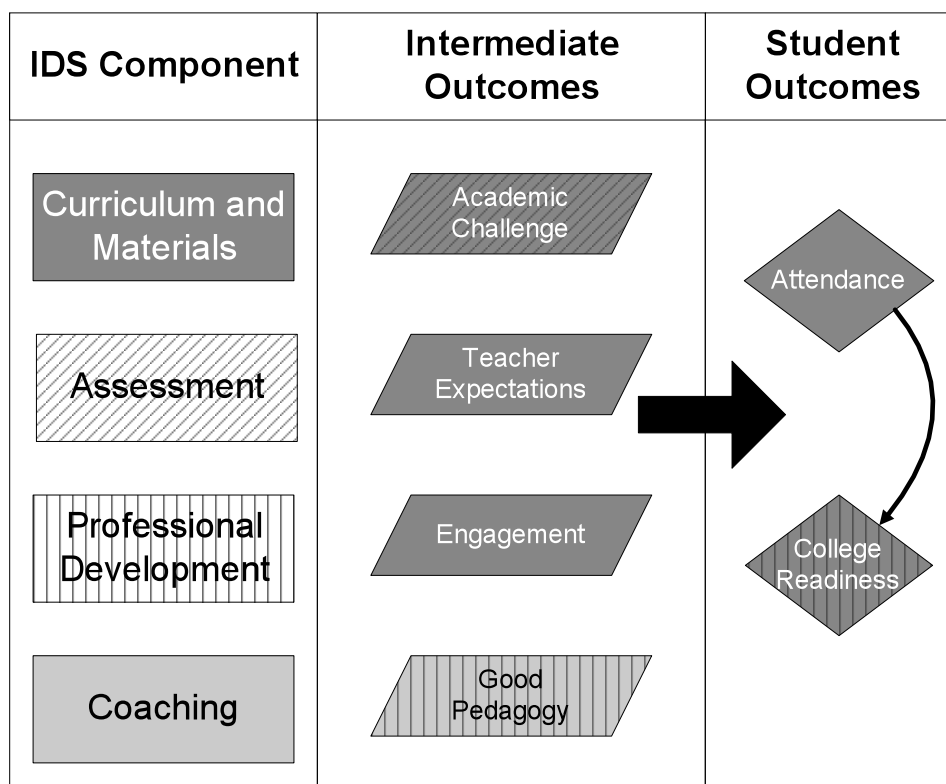 IDS Component
Intermediate
Outcomes
Student
Outcomes
Curriculum and
Materials
Academic
Challenge
Attendance
Assessment
Teacher
Expectations
Professional
Development
Engagement
College
Readiness
Coaching
Good
Pedagogy